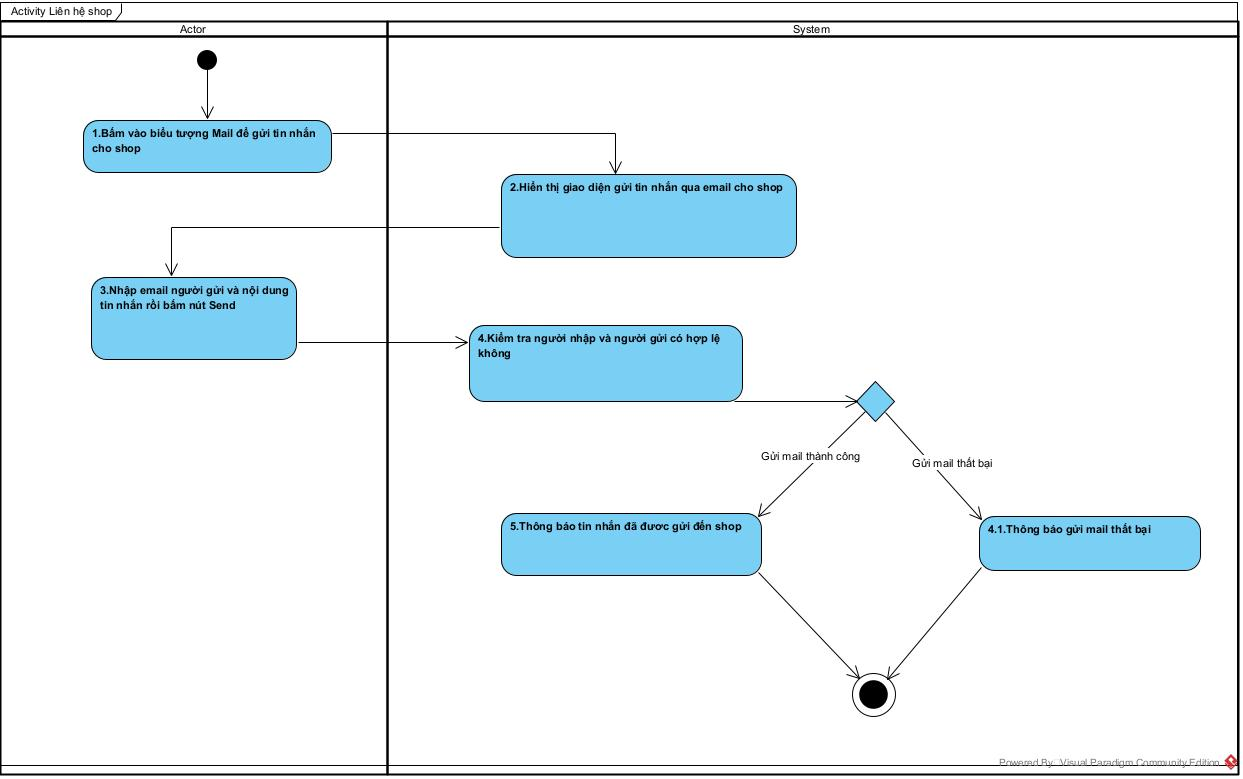 Activity Liên hệ shop
Actor
System
1.Bấm vào biểu tượng Mail để gửi tin nhắn
cho shop
2.Hiển thị giao diện gửi tin nhắn qua email cho shop
3.Nhập email người gửi và nội dung
tin nhắn rồi bấm nút Send
4.Kiểm tra người nhập và người gửi có hợp lệ
không
Gửi mail thành công
Gửi mail thất bại
5.Thông báo tin nhắn đã đươc gửi đến shop
4.1.Thông báo gửi mail thất bại
Powered By Visual Paradigm Community Edition